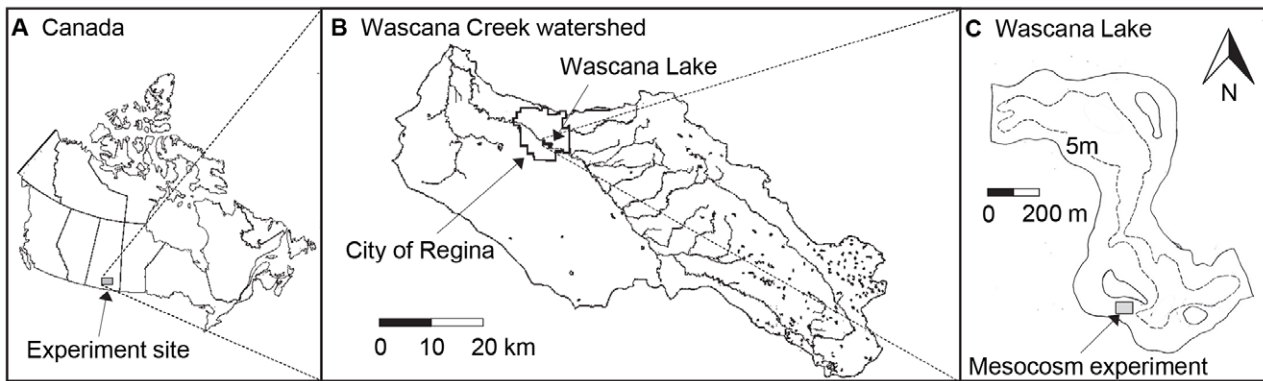 A Canada
Experiment site
B Wascana Creek watershed
Wascana Lake
City of Regina
0 10 20 km
C Wascana Lake
N
5m
0 200 m
Mesocosm experiment